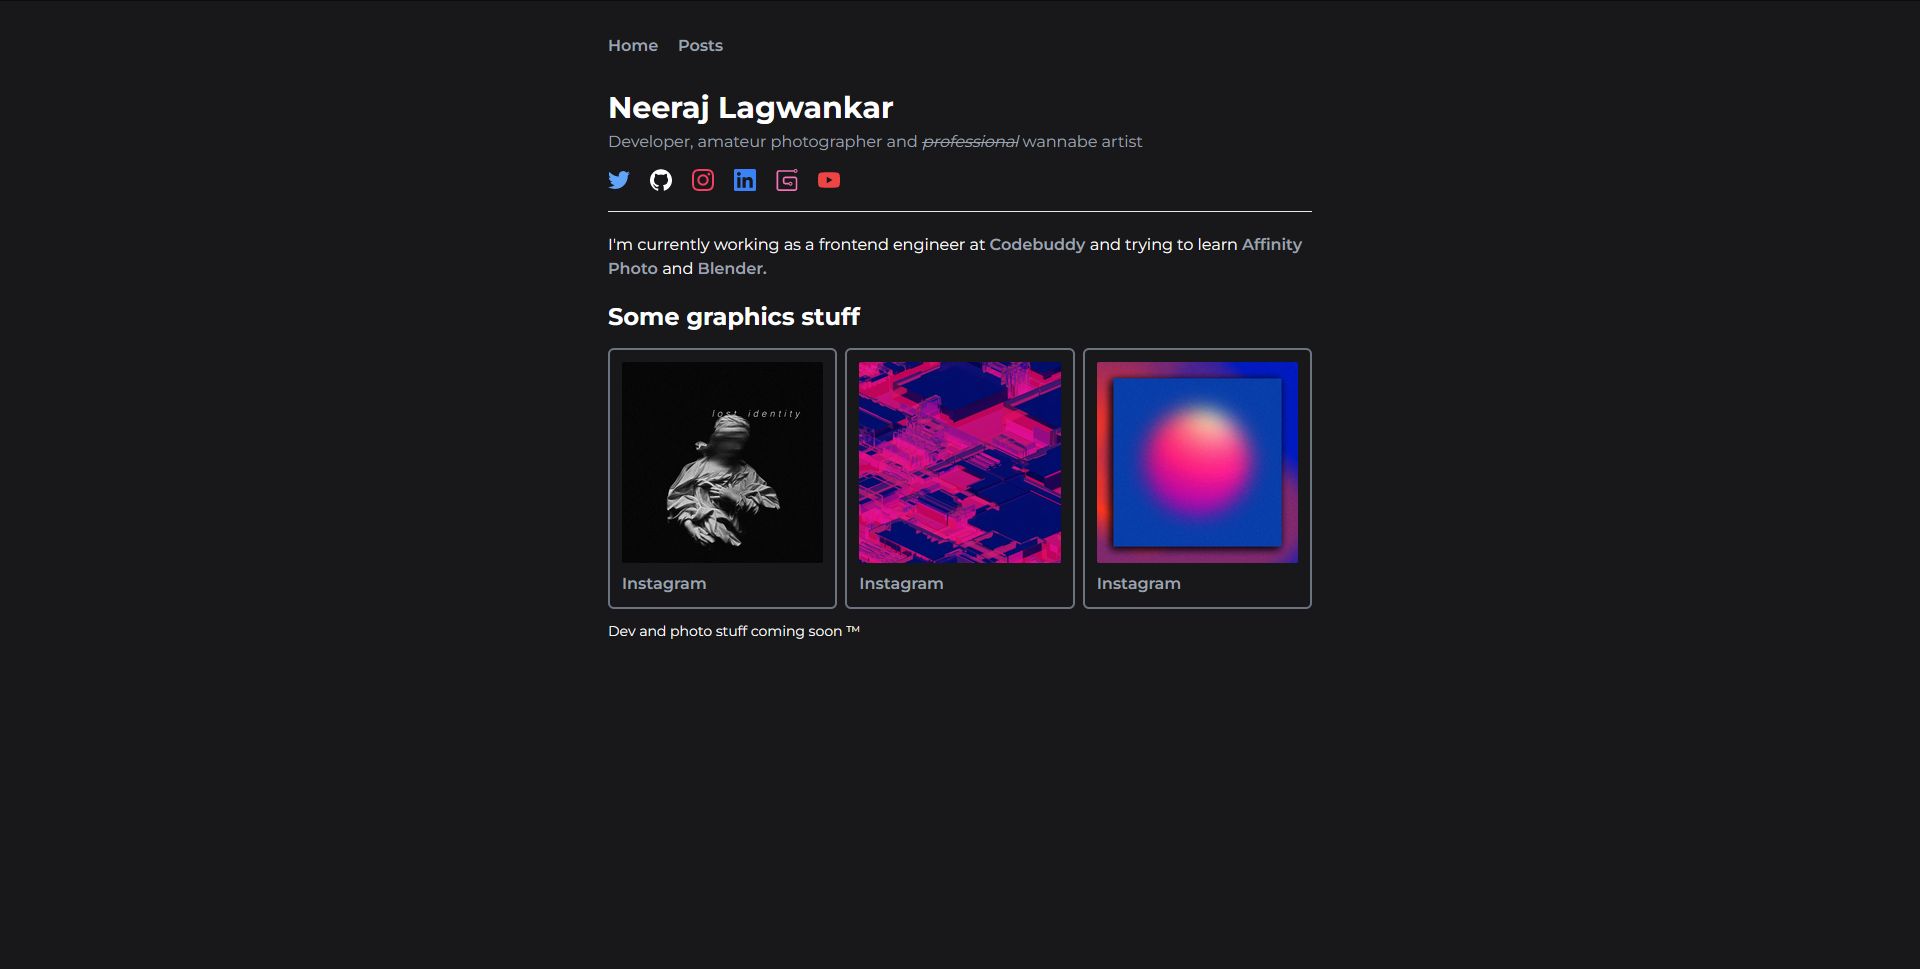 Home Posts
Neeraj Lagwankar
Developer, amateur photographer and professional wannabe artist
I'm currently working as a frontend engineer at Codebuddy and trying to learn Affinity
Photo and Blender.
Some graphics stuff
lost identity
Instagram Instagram Instagram
Dev and photo stuff coming soon ™